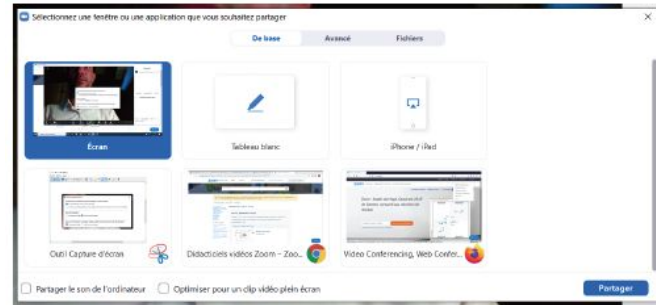 Sélectionnez une fenêtre ou une application que vous souhaitez partager
De base Avancé Fichiers
Écran Tableau blanc iPhone / iPad
Outil Capture d'écran Didacticiels vidéos Zoom – Zoo... Video Conferencing, Web Confer...
Partager le son de l'ordinateur Optimiser pour un clip vidéo plein écran Partager